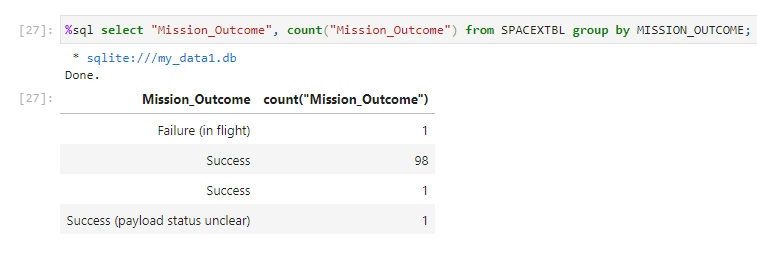 [27]: %sql select "Mission_Outcome", count("Mission_Outcome") from SPACEXTBL group by MISSION_OUTCOME;
* sqlite:///my_data1.db
Done.
[27]: Mission_Outcome count("Mission_Outcome")
Failure (in flight) 1
Success 98
Success 1
Success (payload status unclear) 1